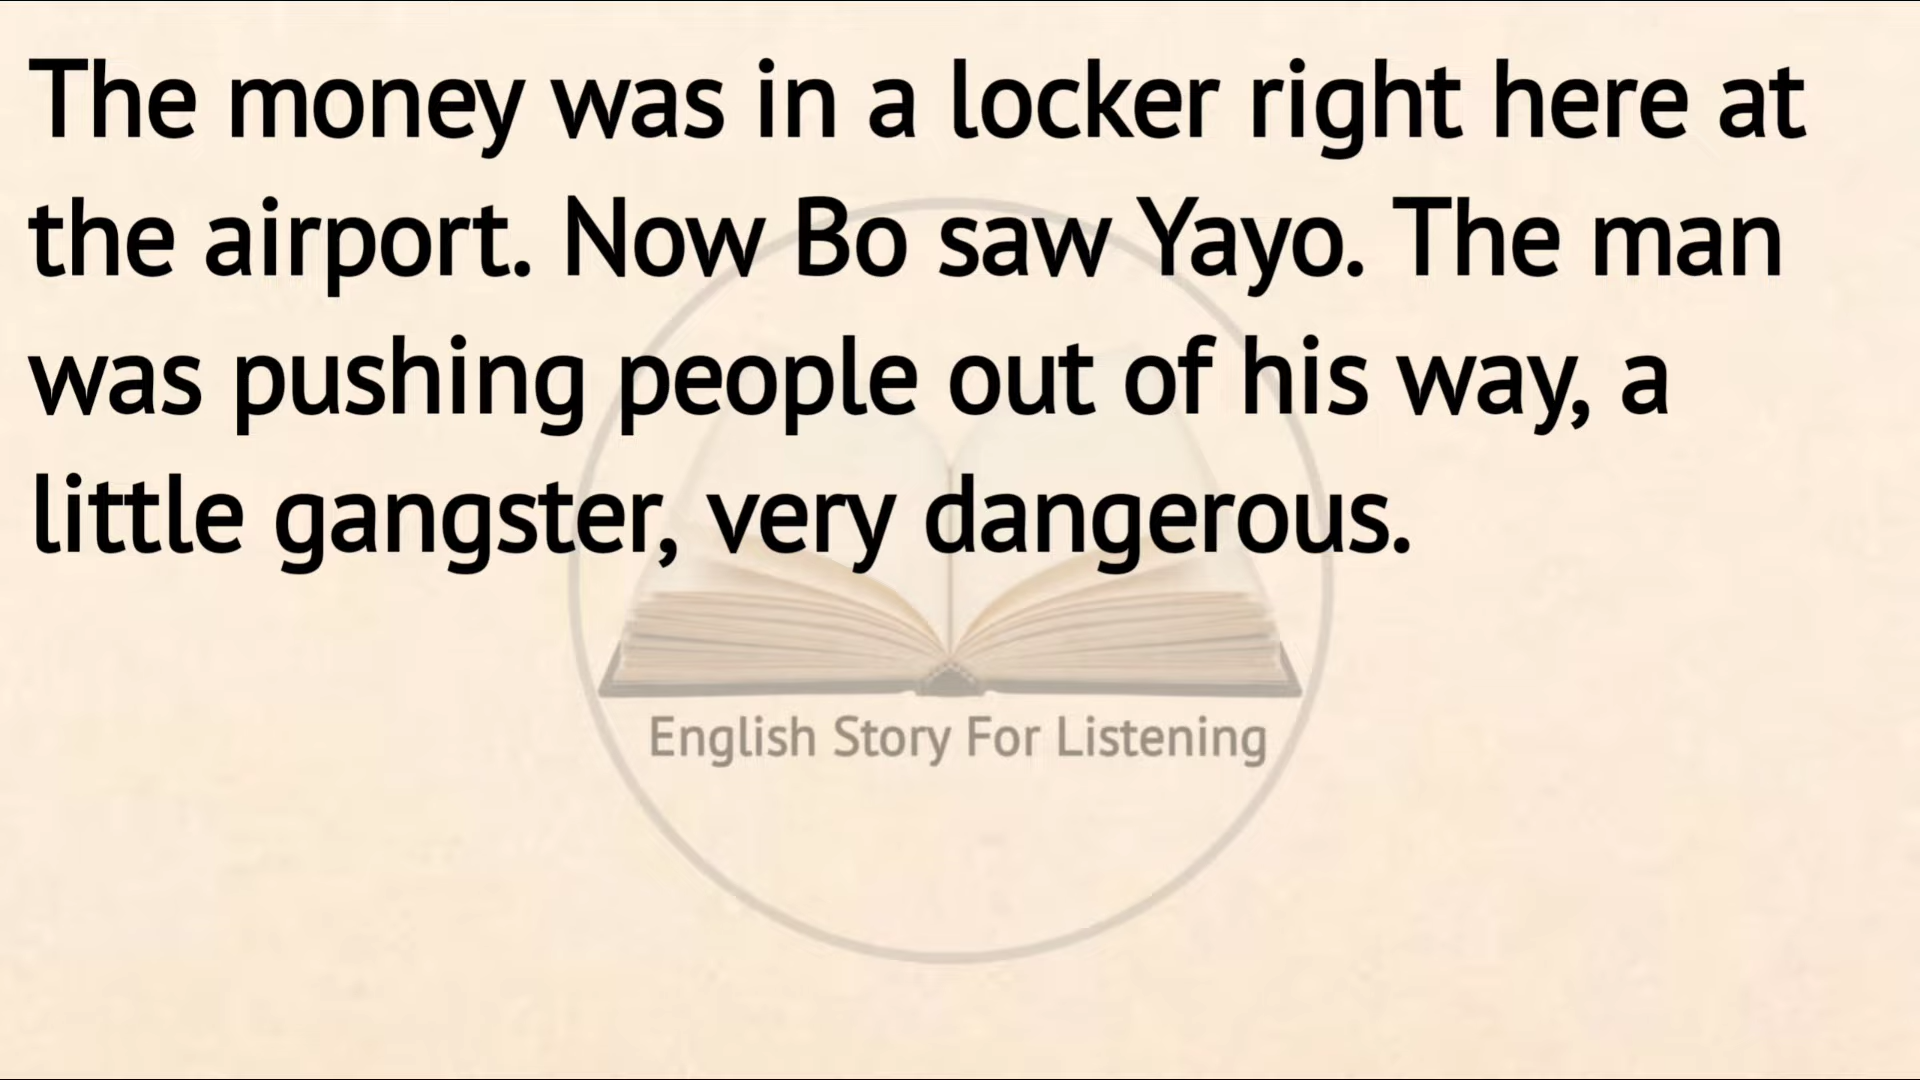 The money was in a locker right here at
the airport. Now Bo saw Yayo. The man
was pushing people out of his way, a
little gangster, very dangerous.
English Story For Listening